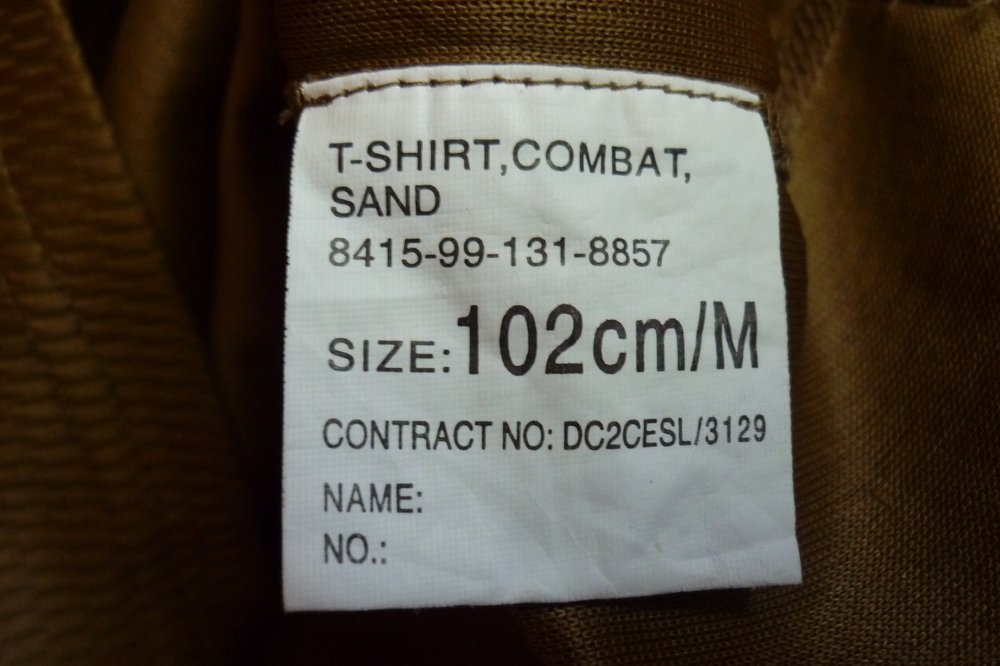 T-SHIRT,COMBAT,
SAND
8415-99-131-8857
SIZE:102cm/M
CONTRACT NO: DC2CESL/3129
NAME:
NO.: